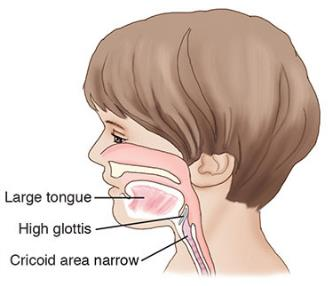 Large tongue
High glottis
Cricoid area narrow